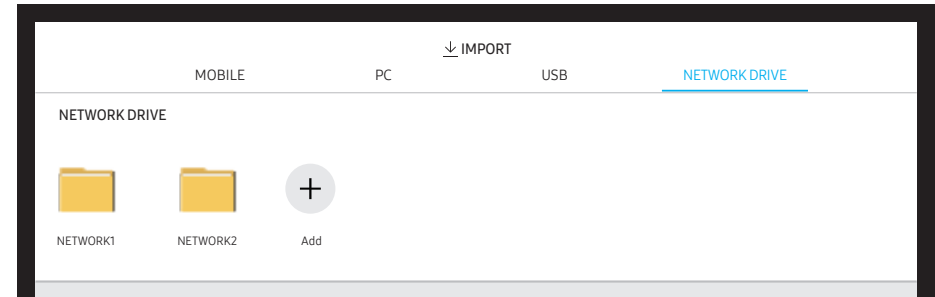 IMPORT
MOBILE PC USB NETWORK DRIVE
NETWORK DRIVE
NETWORK1 NETWORK2 Add